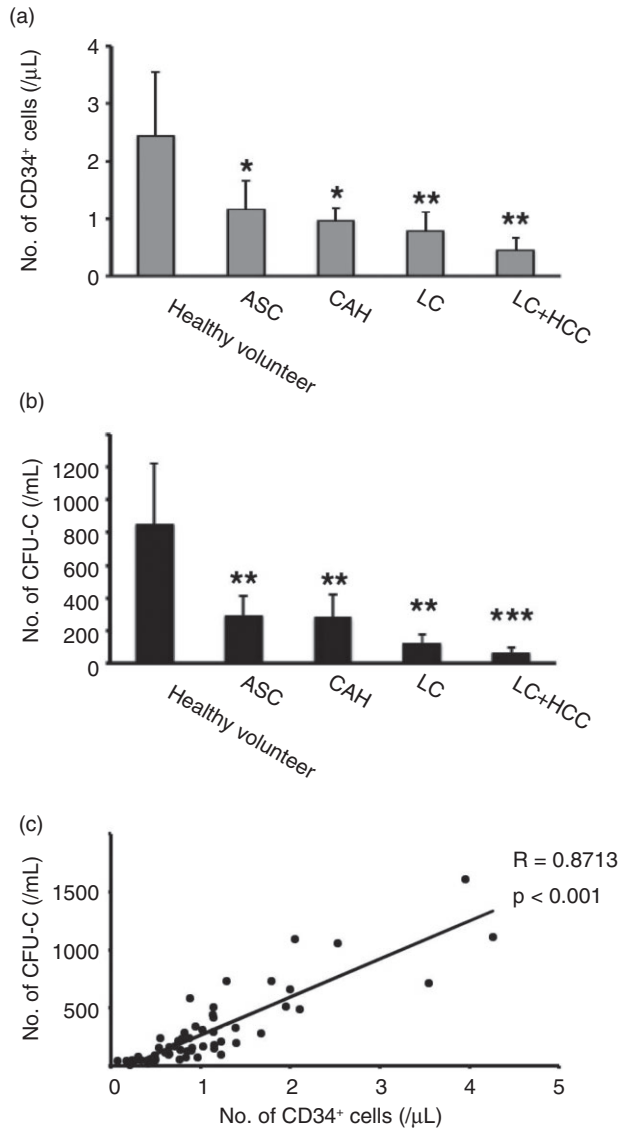 (a)
No. of CD34⁺ cells (/μL)
4
3
2
1
0
*
*
**
**
Healthy volunteer
ASC
CAH
LC
LC+HCC
(b)
No. of CFU-C (/mL)
1200
1000
800
600
400
200
0
**
**
**
***
Healthy volunteer
ASC
CAH
LC
LC+HCC
(c)
No. of CFU-C (/mL)
1500
1000
500
R = 0.8713
p < 0.001
0 1 2 3 4 5
No. of CD34⁺ cells (/μL)